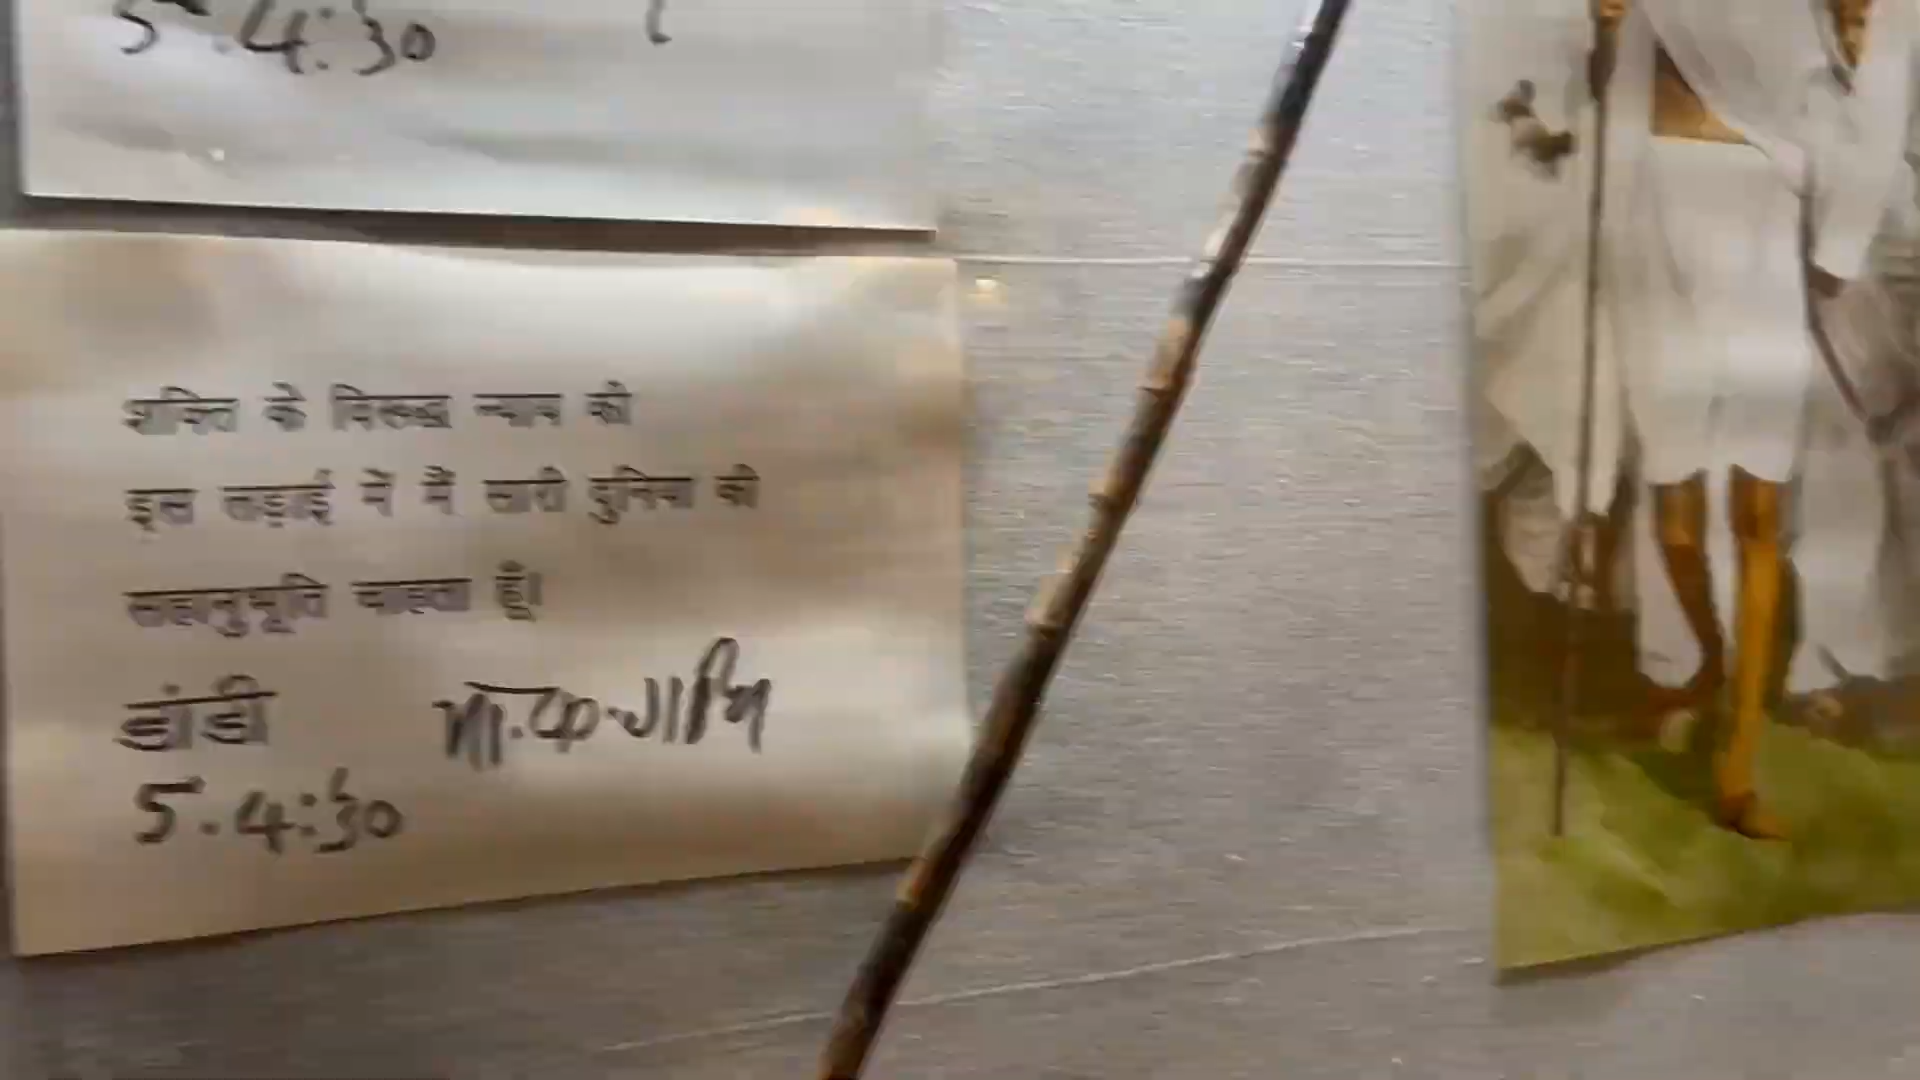 5.4:30
शक्ति के विरूद्ध न्याय की
इस लड़ाई में मैं सारी दुनिया की
सहानुभूति चाहता हूँ।
डांडी मो.क.गांधी
5.4:30